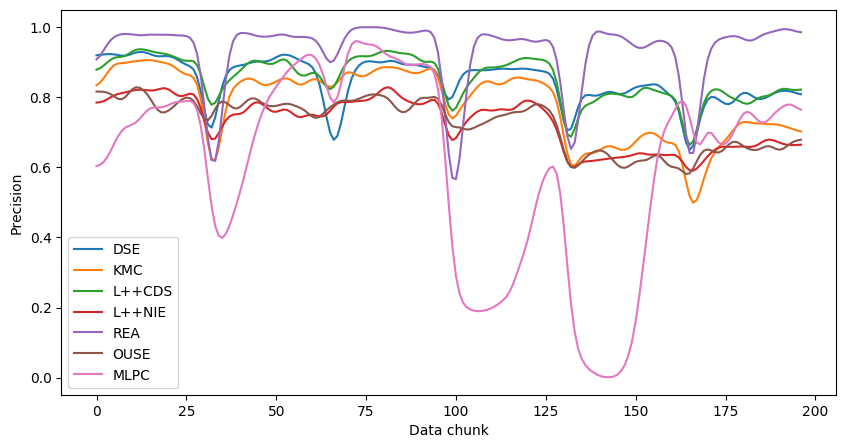 1.0
0.8
0.6
0.4
0.2
0.0
Precision
DSE
KMC
L++CDS
L++NIE
REA
OUSE
MLPC
0 25 50 75 100 125 150 175 200
Data chunk